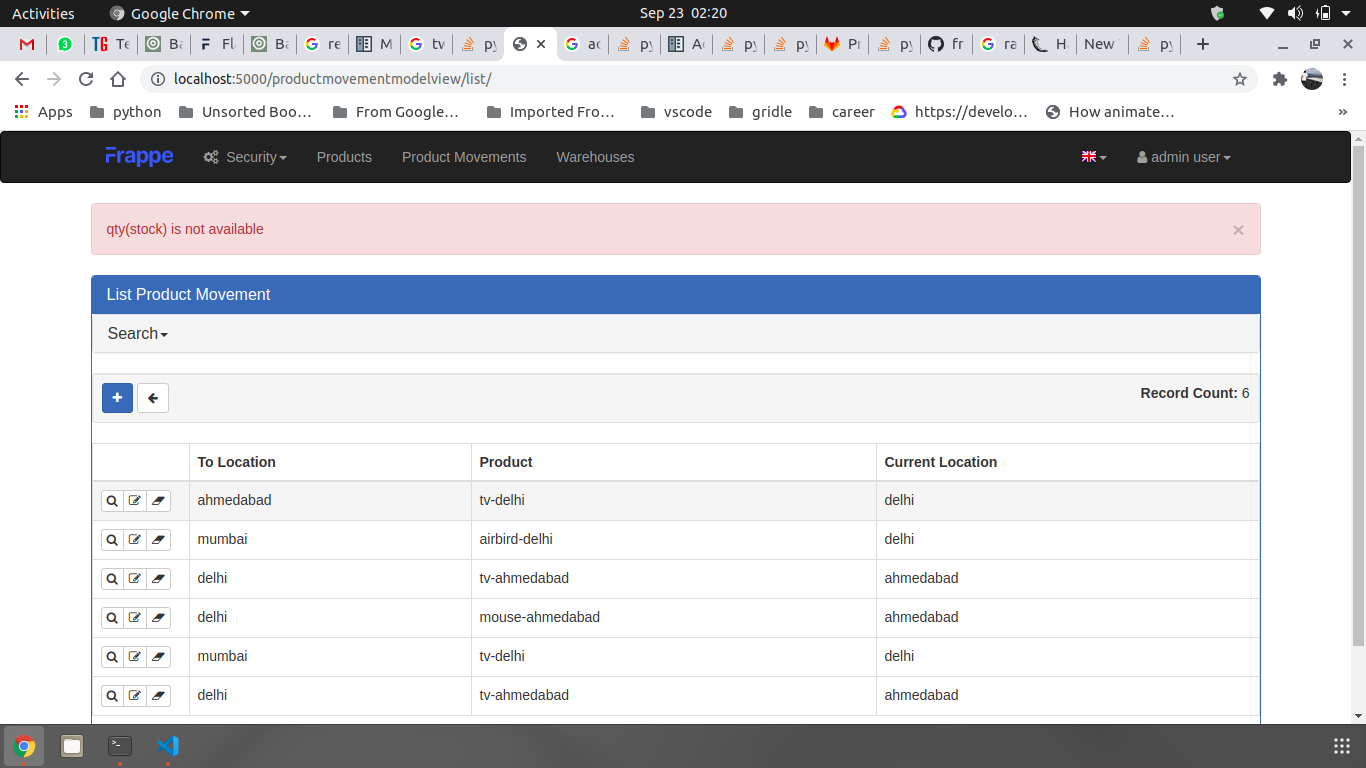 Activities Google Chrome Sep 23 02:20
3 Te Ba Fl Ba re M tv py ac py Ac py py Pr py fr ra H New py
localhost:5000/productmovementmodelview/list/
Apps python Unsorted Boo… From Google… Imported Fro… vscode gridle career https://develo… How animate… »
Frappe Security Products Product Movements Warehouses admin user
qty(stock) is not available ×
List Product Movement
Search
Record Count: 6
To Location Product Current Location
ahmedabad tv-delhi delhi
mumbai airbird-delhi delhi
delhi tv-ahmedabad ahmedabad
delhi mouse-ahmedabad ahmedabad
mumbai tv-delhi delhi
delhi tv-ahmedabad ahmedabad